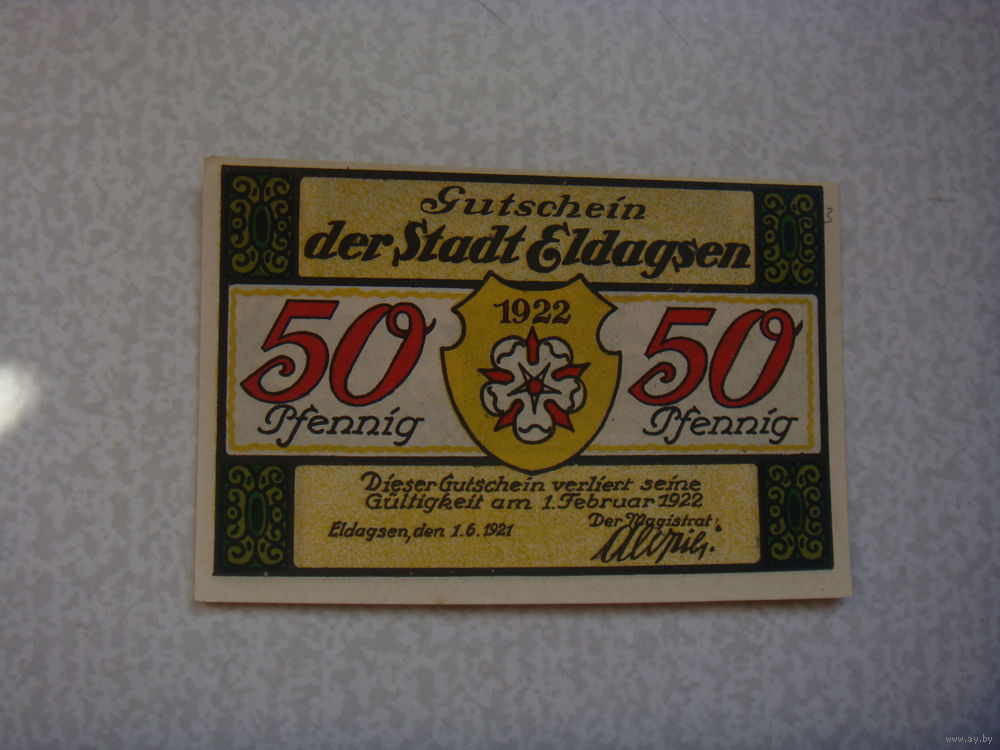 Gutschein
der Stadt Eldagsen
1922
50 50
Pfennig Pfennig
Dieser Gutschein verliert seine
Gültigkeit am 1. Februar 1922
Eldagsen, den 1.6.1921
Der Magistrat:
3
www.ay.by